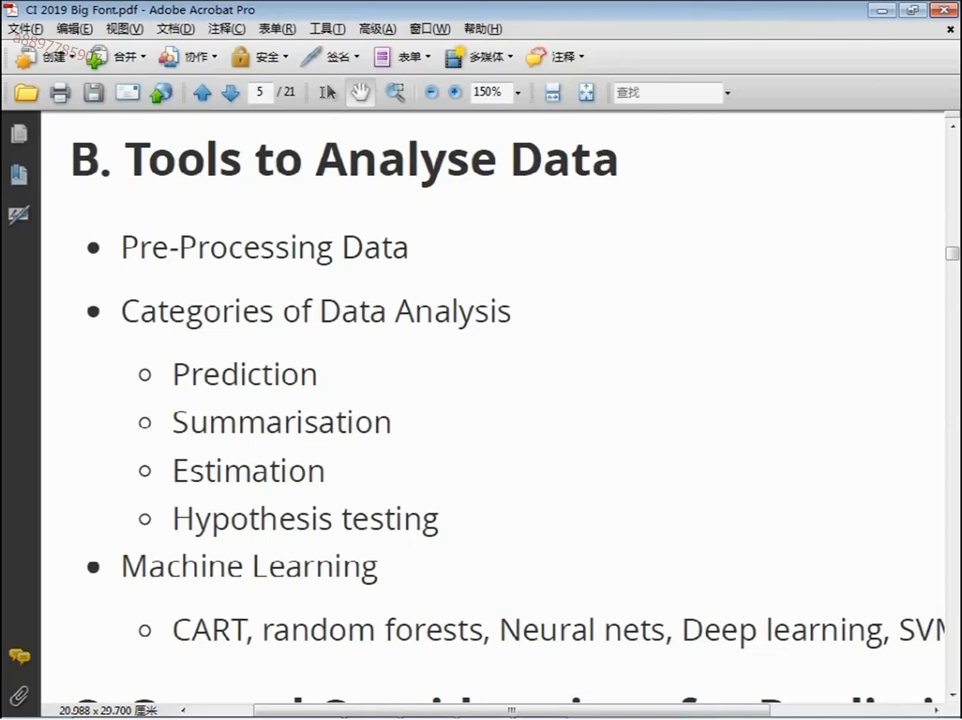 CI 2019 Big Font.pdf - Adobe Acrobat Pro
文件(F) 编辑(E) 视图(V) 文档(D) 注释(C) 表单(R) 工具(T) 高级(A) 窗口(W) 帮助(H)
创建 合并 协作 安全 签名 表单 多媒体 注释
5 / 21 150% 查找
B. Tools to Analyse Data
• Pre-Processing Data
• Categories of Data Analysis
○ Prediction
○ Summarisation
○ Estimation
○ Hypothesis testing
• Machine Learning
○ CART, random forests, Neural nets, Deep learning, SVM
20.988 x 29.700 厘米